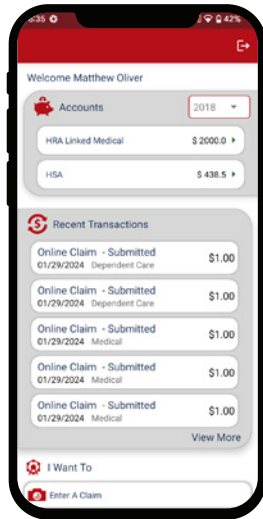 :35 42%
Welcome Matthew Oliver
Accounts 2018
HRA Linked Medical $ 2000.0
HSA $ 438.5
Recent Transactions
Online Claim - Submitted
01/29/2024 Dependent Care $1.00
Online Claim - Submitted
01/29/2024 Dependent Care $1.00
Online Claim - Submitted
01/29/2024 Medical $1.00
Online Claim - Submitted
01/29/2024 Medical $1.00
Online Claim - Submitted
01/29/2024 Medical $1.00
View More
I Want To
Enter A Claim